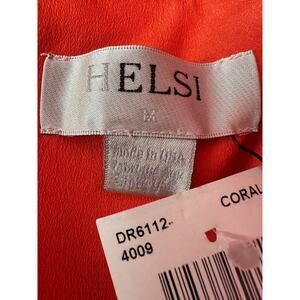 HELSI
M
Made in USA
DR6112-
4009
CORAL